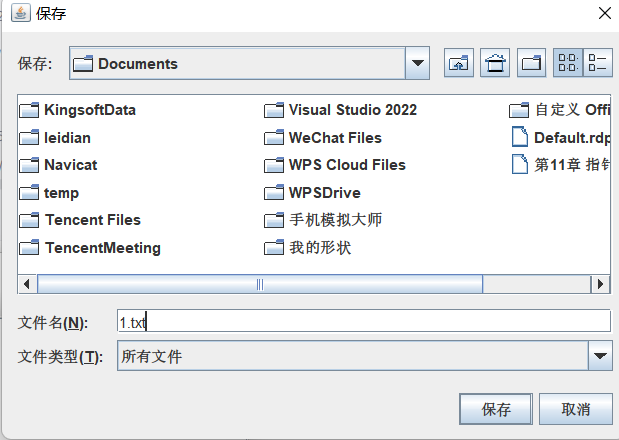 保存
保存:
Documents
KingsoftData
leidian
Navicat
temp
Tencent Files
TencentMeeting
Visual Studio 2022
WeChat Files
WPS Cloud Files
WPSDrive
手机模拟大师
我的形状
自定义 Offi
Default.rdp
第11章 指针
文件名(N):
1.txt
文件类型(T):
所有文件
保存
取消